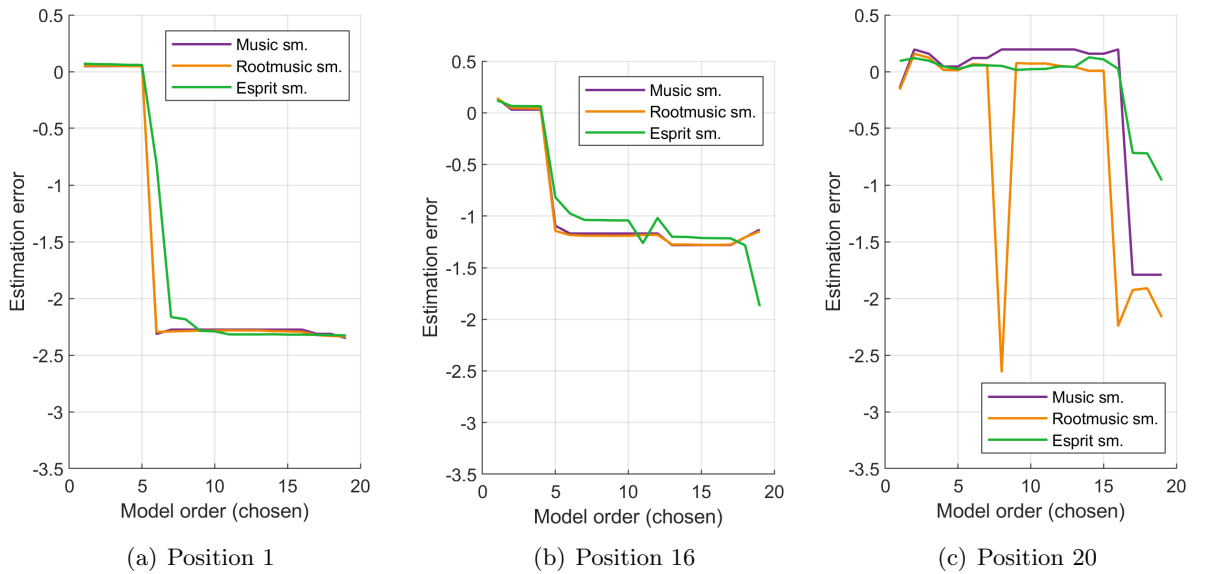 0.5
0
-0.5
-1
-1.5
-2
-2.5
-3
-3.5
0
5
10
15
20
Estimation error
Model order (chosen)
Music sm.
Rootmusic sm.
Esprit sm.
(a) Position 1
0.5
0
-0.5
-1
-1.5
-2
-2.5
-3
-3.5
0
5
10
15
20
Estimation error
Model order (chosen)
Music sm.
Rootmusic sm.
Esprit sm.
(b) Position 16
0.5
0
-0.5
-1
-1.5
-2
-2.5
-3
-3.5
0
5
10
15
20
Estimation error
Model order (chosen)
Music sm.
Rootmusic sm.
Esprit sm.
(c) Position 20